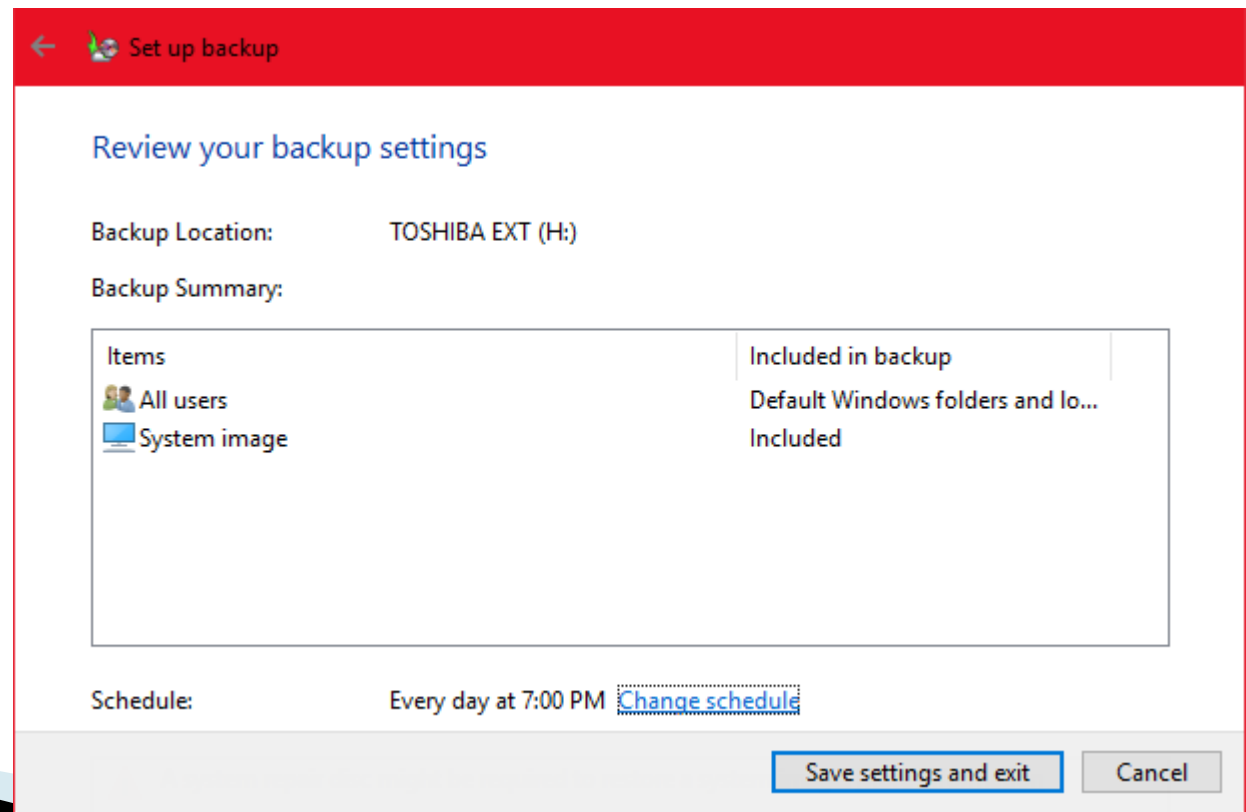 Set up backup
Review your backup settings
Backup Location: TOSHIBA EXT (H:)
Backup Summary:
Items Included in backup
All users Default Windows folders and lo...
System image Included
Schedule: Every day at 7:00 PM Change schedule
Save settings and exit Cancel